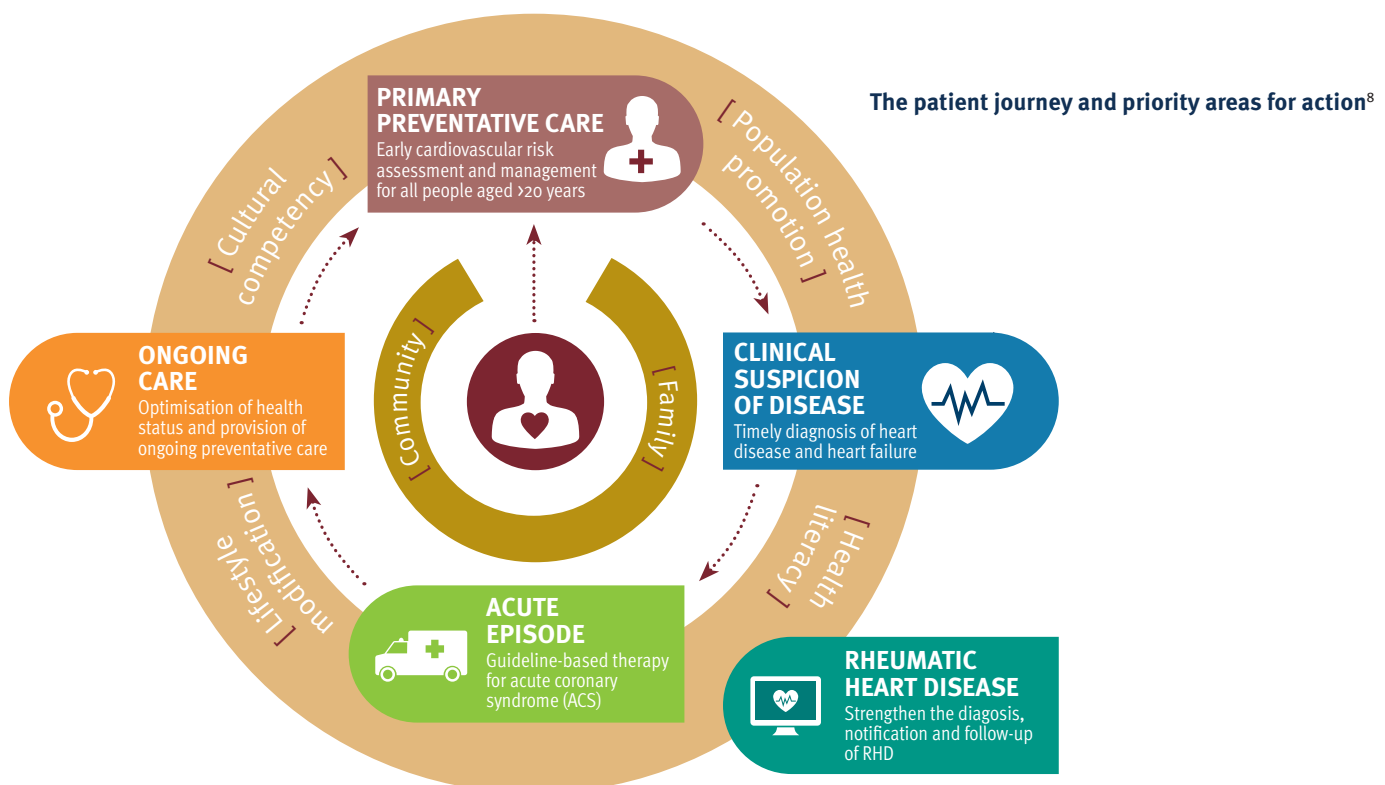 The patient journey and priority areas for action8
PRIMARY
PREVENTATIVE CARE
Early cardiovascular risk
assessment and management
for all people aged >20 years
[ Cultural
competency ]
[ Population health
promotion ]
ONGOING
CARE
Optimisation of health
status and provision of
ongoing preventative care
[ Community ]
[ Family ]
CLINICAL
SUSPICION
OF DISEASE
Timely diagnosis of heart
disease and heart failure
[ Lifestyle
modification ]
[ Health
literacy ]
ACUTE
EPISODE
Guideline-based therapy
for acute coronary
syndrome (ACS)
RHEUMATIC
HEART DISEASE
Strengthen the diagosis,
notification and follow-up
of RHD